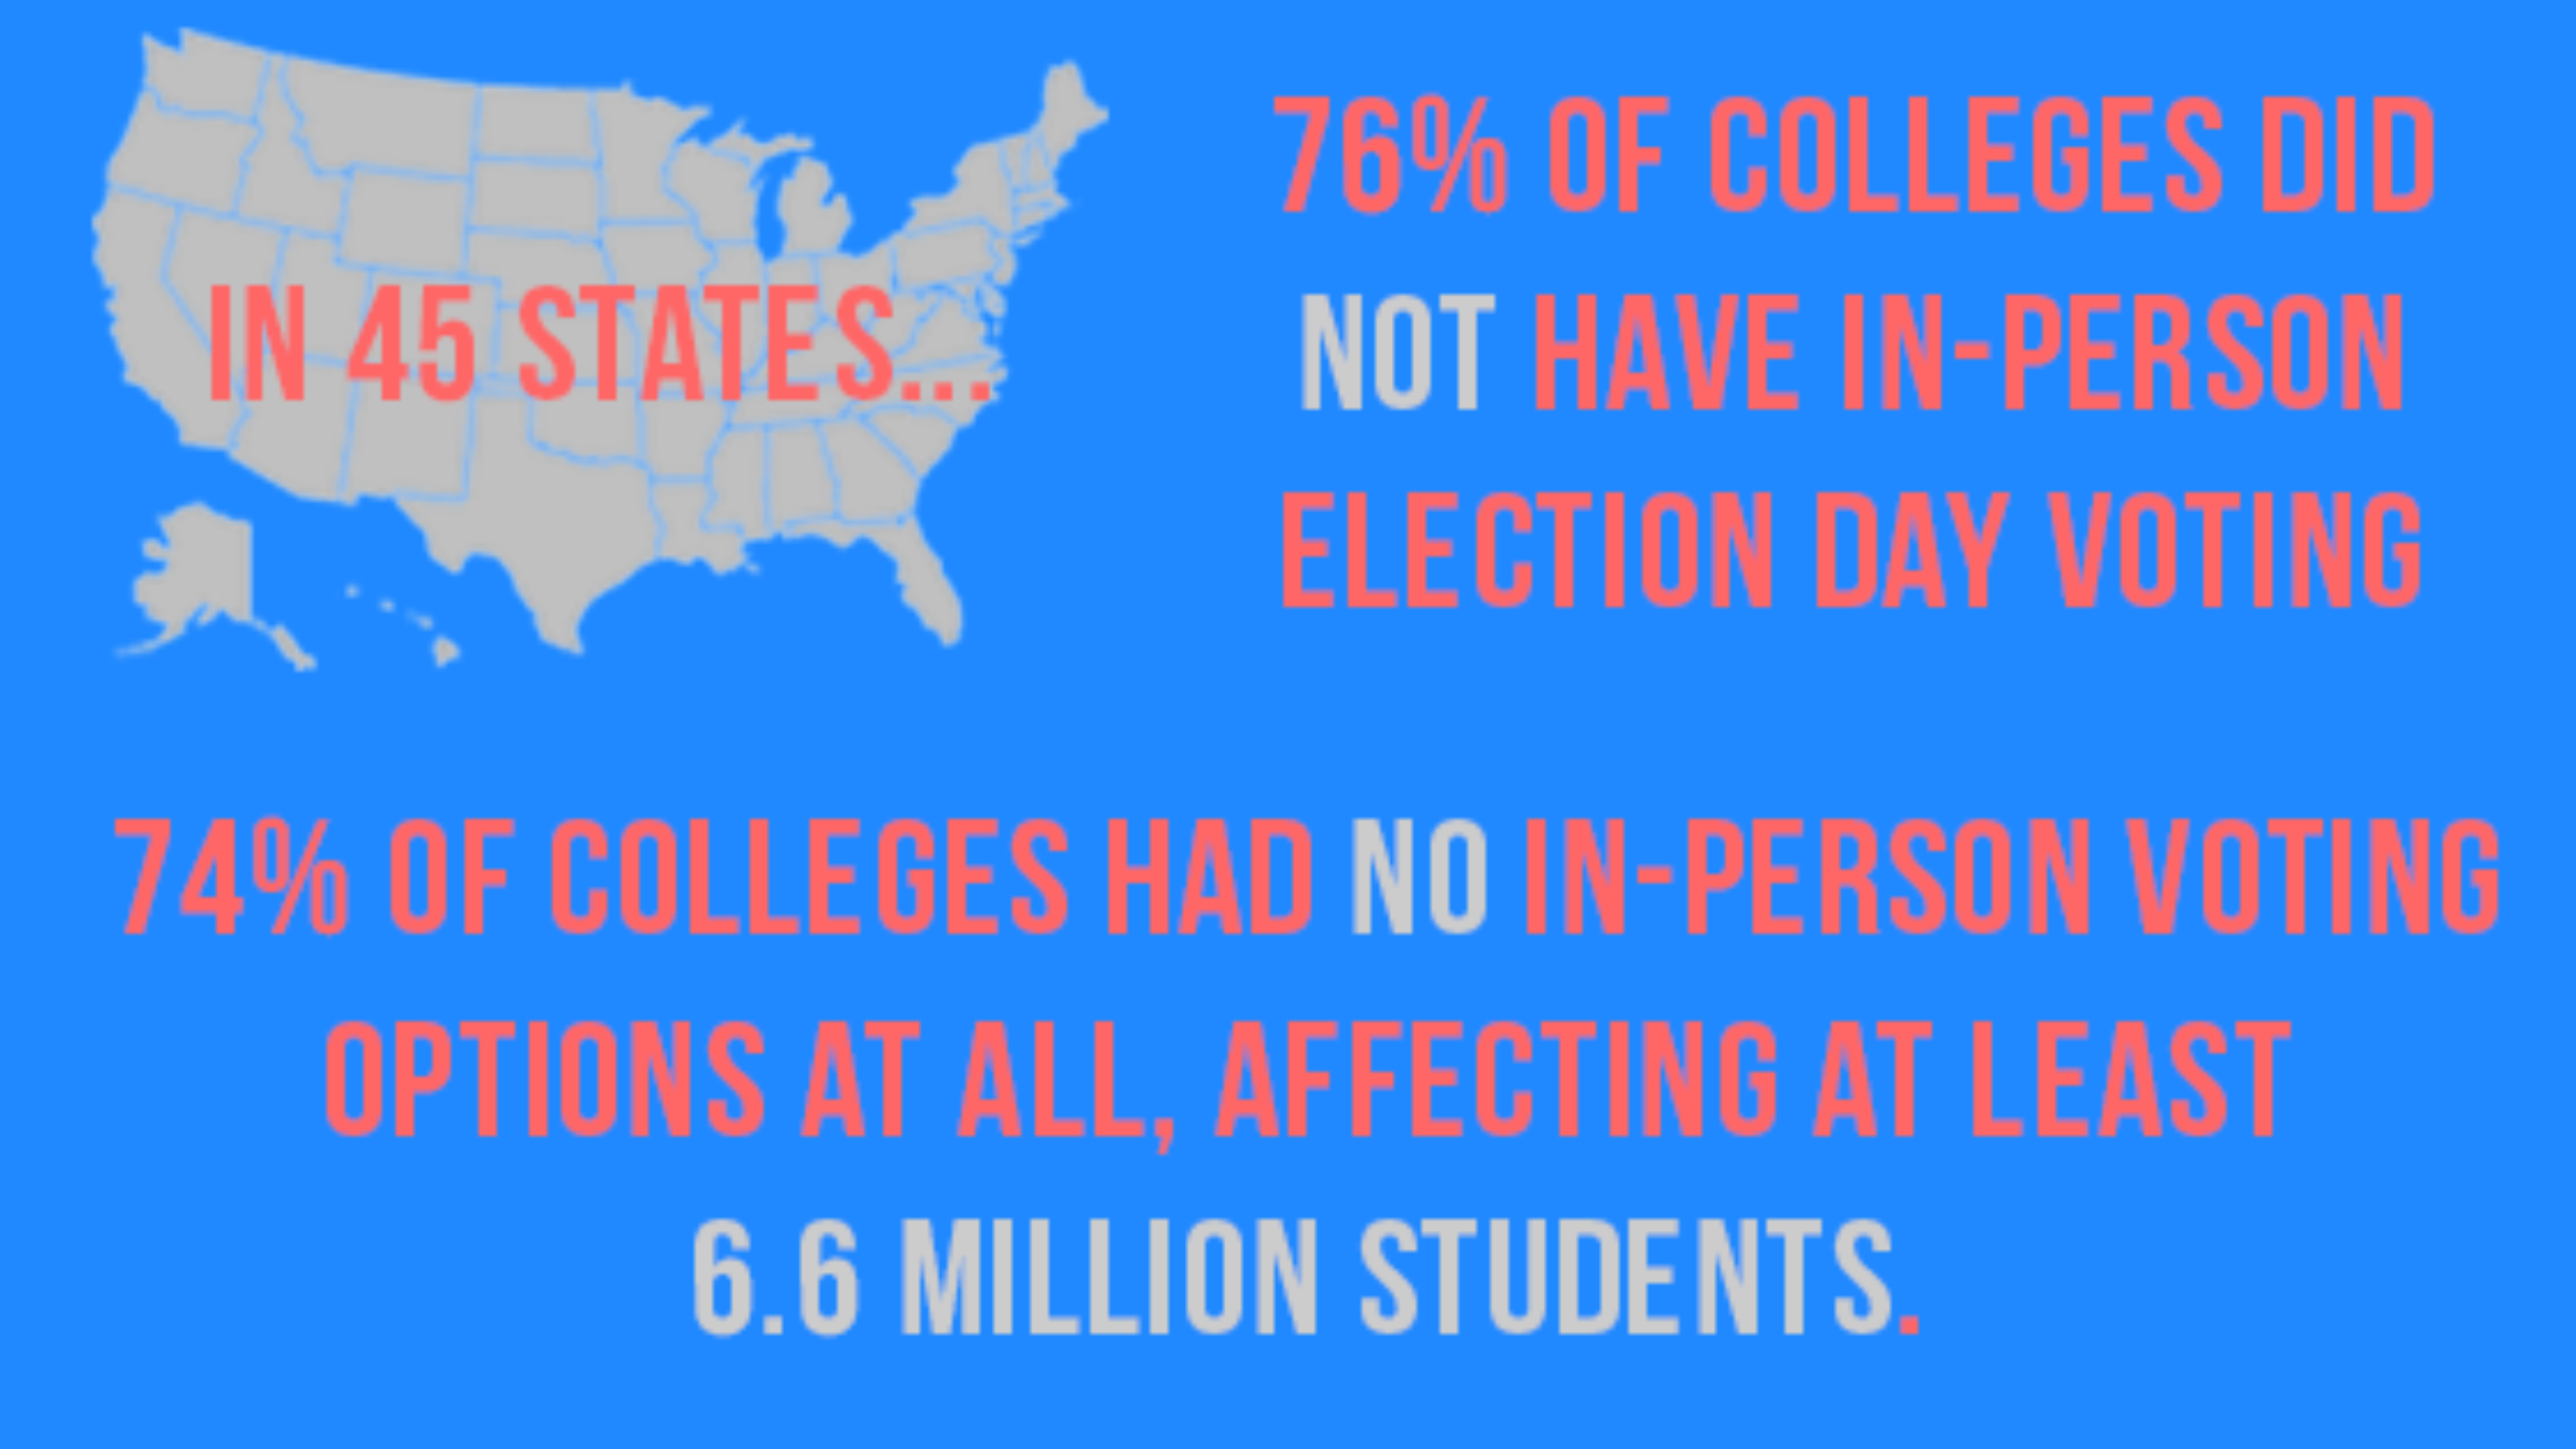 IN 45 STATES...
76% OF COLLEGES DID
NOT HAVE IN-PERSON
ELECTION DAY VOTING
74% OF COLLEGES HAD NO IN-PERSON VOTING
OPTIONS AT ALL, AFFECTING AT LEAST
6.6 MILLION STUDENTS.